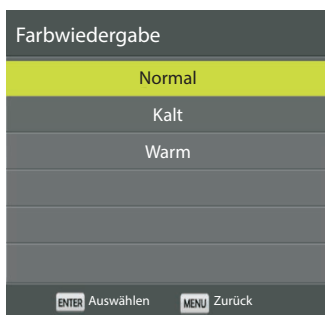 Farbwiedergabe
Normal
Kalt
Warm
ENTER Auswählen MENU Zurück